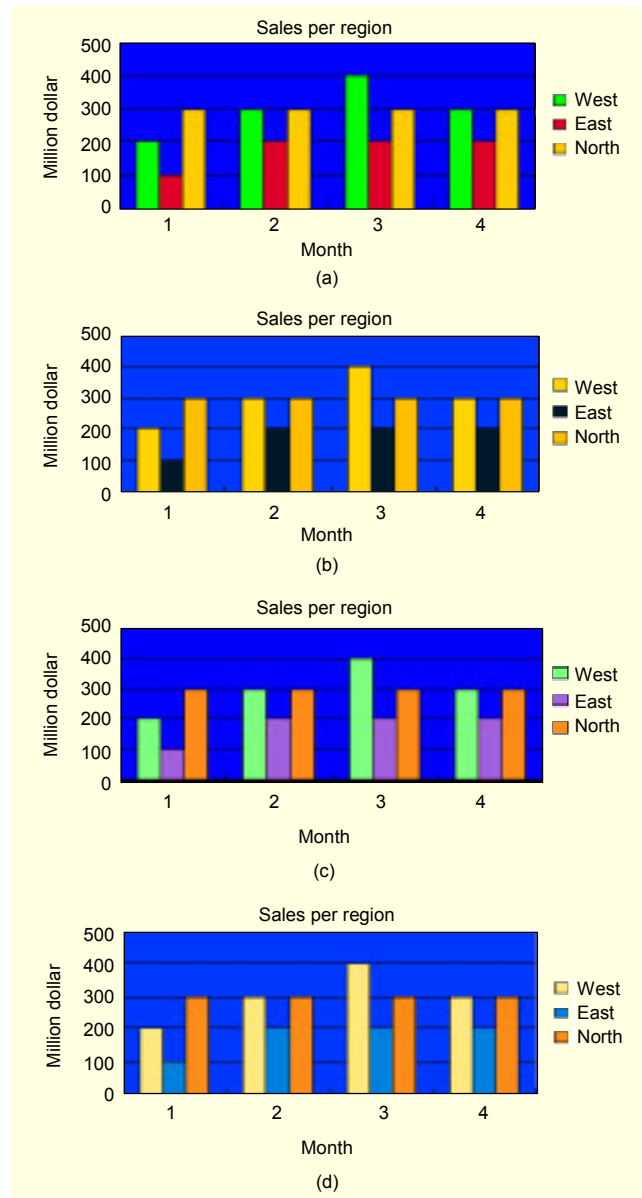 Sales per region
500
400
300
200
100
0
Million dollar
1 2 3 4
Month
West
East
North
(a)
Sales per region
500
400
300
200
100
0
Million dollar
1 2 3 4
Month
West
East
North
(b)
Sales per region
500
400
300
200
100
0
Million dollar
1 2 3 4
Month
West
East
North
(c)
Sales per region
500
400
300
200
100
0
Million dollar
1 2 3 4
Month
West
East
North
(d)